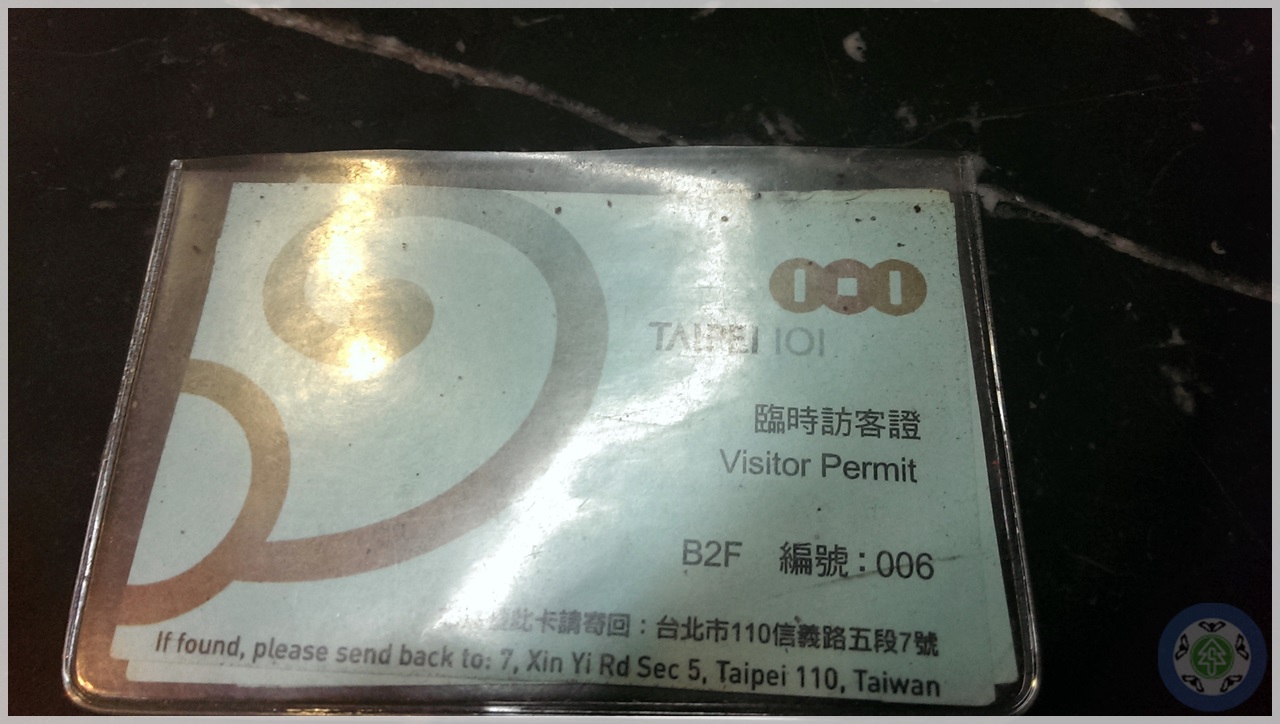 TAIPEI 101
臨時訪客證
Visitor Permit
B2F 編號：006
此卡請寄回：台北市110信義路五段7號
If found, please send back to: 7, Xin Yi Rd Sec 5, Taipei 110, Taiwan